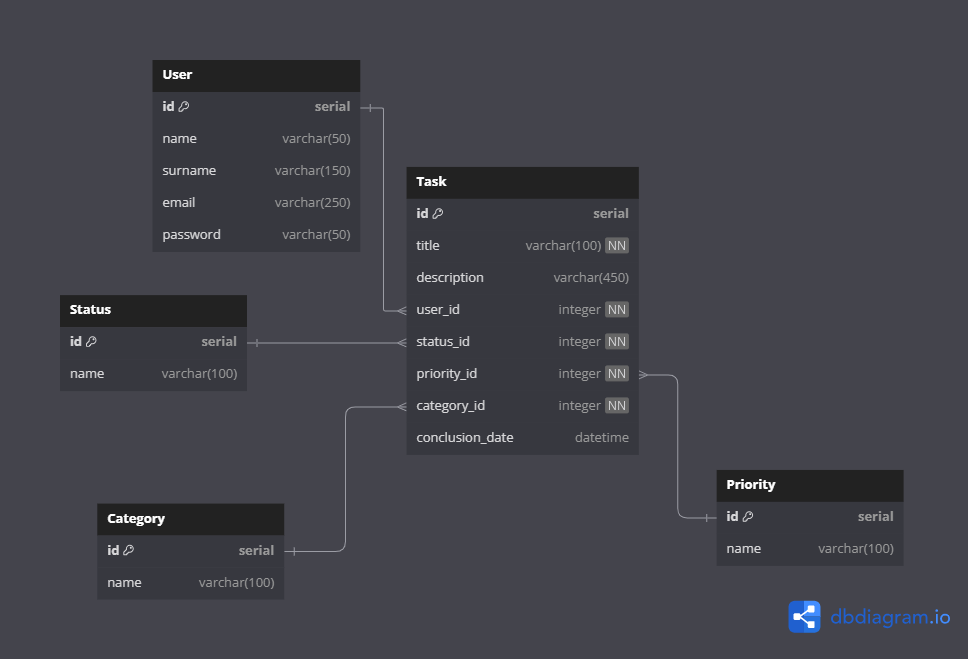 User
id serial
name varchar(50)
surname varchar(150)
email varchar(250)
password varchar(50)
Task
id serial
title varchar(100) NN
description varchar(450)
user_id integer NN
status_id integer NN
priority_id integer NN
category_id integer NN
conclusion_date datetime
Status
id serial
name varchar(100)
Category
id serial
name varchar(100)
Priority
id serial
name varchar(100)
dbdiagram.io